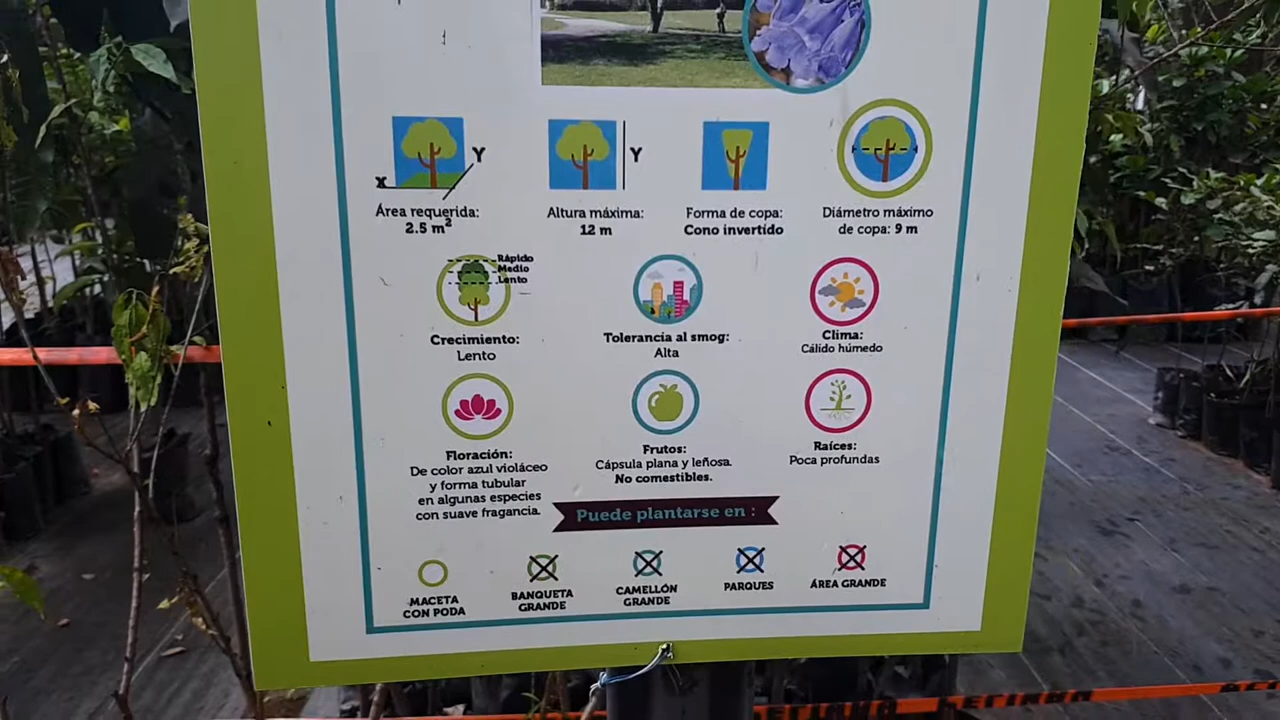 X
Y
Área requerida:
2.5 m²
Y
Altura máxima:
12 m
Forma de copa:
Cono invertido
Diámetro máximo
de copa: 9 m
Rápido
Medio
Lento
Crecimiento:
Lento
Tolerancia al smog:
Alta
Clima:
Cálido húmedo
Floración:
De color azul violáceo
y forma tubular
en algunas especies
con suave fragancia.
Frutos:
Cápsula plana y leñosa.
No comestibles.
Raíces:
Poca profundas
Puede plantarse en :
MACETA
CON PODA
BANQUETA
GRANDE
CAMELLÓN
GRANDE
PARQUES
ÁREA GRANDE